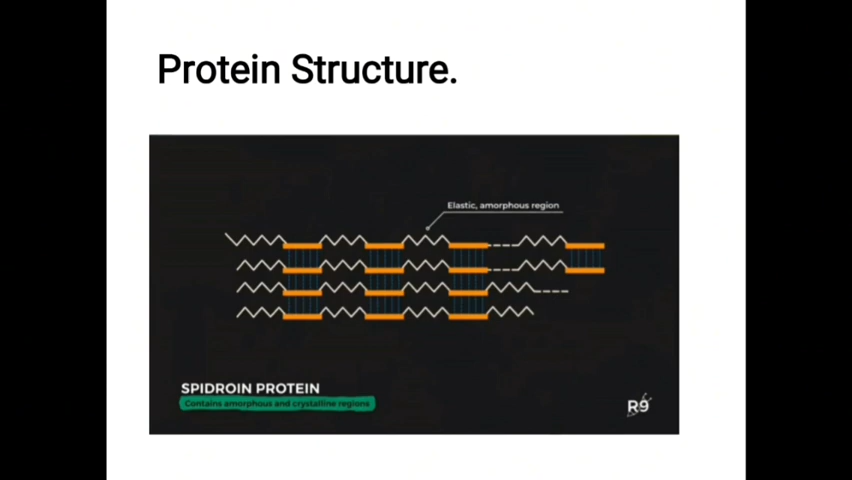 Protein Structure.
Elastic, amorphous region
SPIDROIN PROTEIN
Contains amorphous and crystalline regions
R9